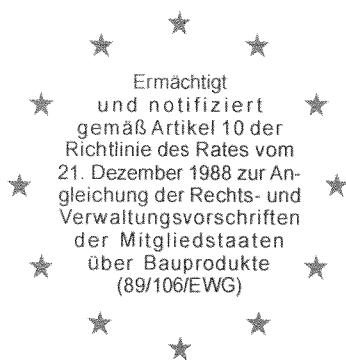 Ermächtigt
und notifiziert
gemäß Artikel 10 der
Richtlinie des Rates vom
21. Dezember 1988 zur An-
gleichung der Rechts- und
Verwaltungsvorschriften
der Mitgliedstaaten
über Bauprodukte
(89/106/EWG)